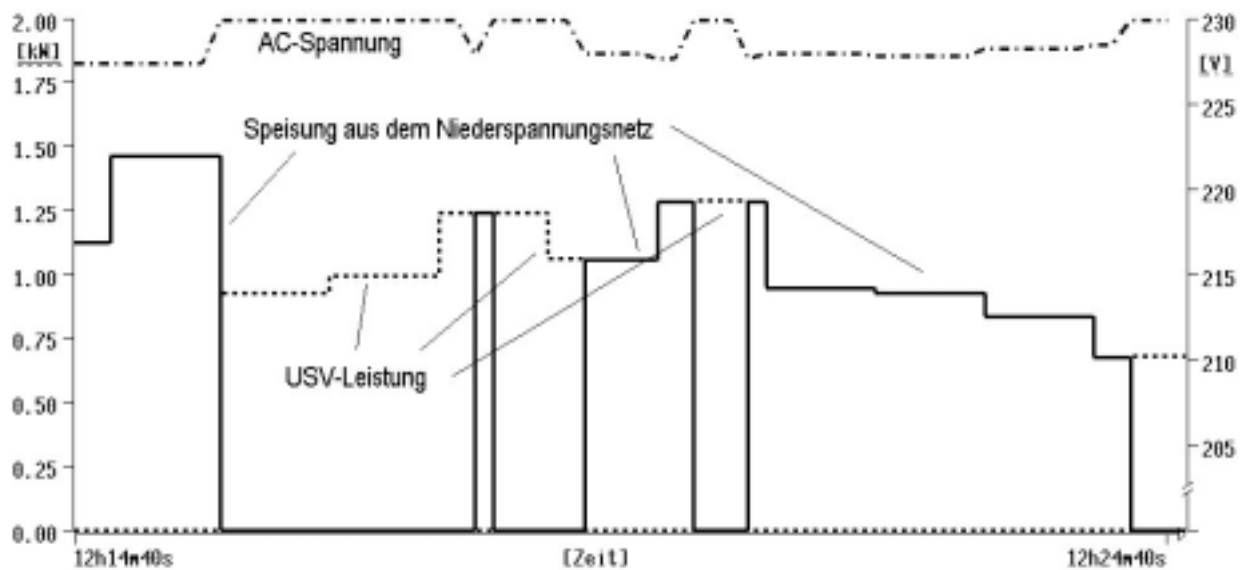 2.00
[kW]
1.75
1.50
1.25
1.00
0.75
0.50
0.25
0.00
AC-Spannung
Speisung aus dem Niederspannungsnetz
USV-Leistung
230
[V]
225
220
215
210
205
12h14m40s
[Zeit]
12h24m40s